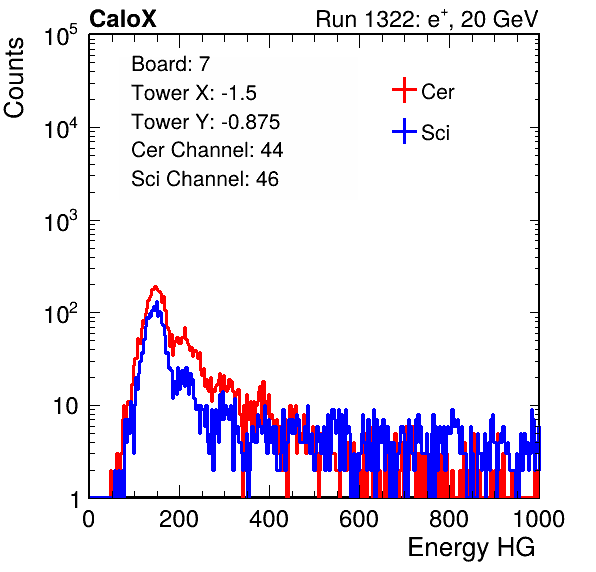 CaloX Run 1322: e+, 20 GeV
Counts
Board: 7
Tower X: -1.5
Tower Y: -0.875
Cer Channel: 44
Sci Channel: 46
Cer
Sci
10^5
10^4
10^3
10^2
10
1
0 200 400 600 800 1000
Energy HG